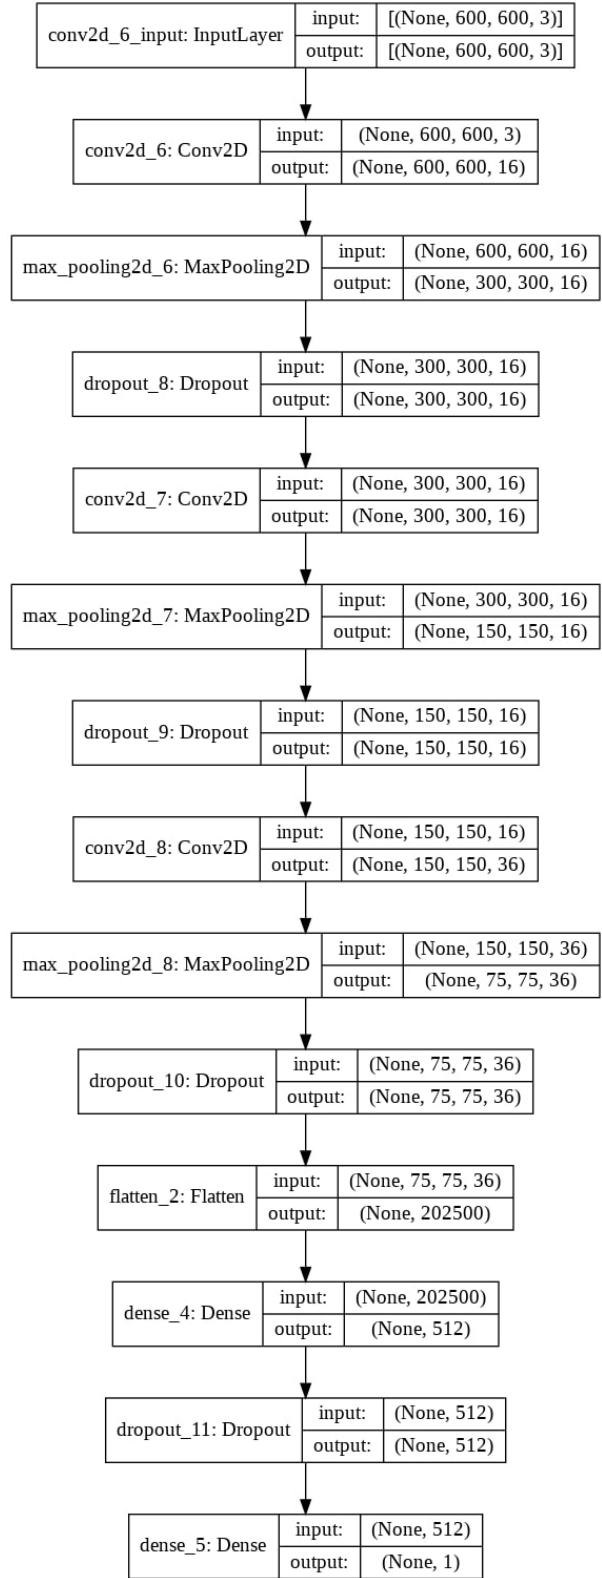 conv2d_6_input: InputLayer
input: [(None, 600, 600, 3)]
output: [(None, 600, 600, 3)]
conv2d_6: Conv2D
input: (None, 600, 600, 3)
output: (None, 600, 600, 16)
max_pooling2d_6: MaxPooling2D
input: (None, 600, 600, 16)
output: (None, 300, 300, 16)
dropout_8: Dropout
input: (None, 300, 300, 16)
output: (None, 300, 300, 16)
conv2d_7: Conv2D
input: (None, 300, 300, 16)
output: (None, 300, 300, 16)
max_pooling2d_7: MaxPooling2D
input: (None, 300, 300, 16)
output: (None, 150, 150, 16)
dropout_9: Dropout
input: (None, 150, 150, 16)
output: (None, 150, 150, 16)
conv2d_8: Conv2D
input: (None, 150, 150, 16)
output: (None, 150, 150, 36)
max_pooling2d_8: MaxPooling2D
input: (None, 150, 150, 36)
output: (None, 75, 75, 36)
dropout_10: Dropout
input: (None, 75, 75, 36)
output: (None, 75, 75, 36)
flatten_2: Flatten
input: (None, 75, 75, 36)
output: (None, 202500)
dense_4: Dense
input: (None, 202500)
output: (None, 512)
dropout_11: Dropout
input: (None, 512)
output: (None, 512)
dense_5: Dense
input: (None, 512)
output: (None, 1)